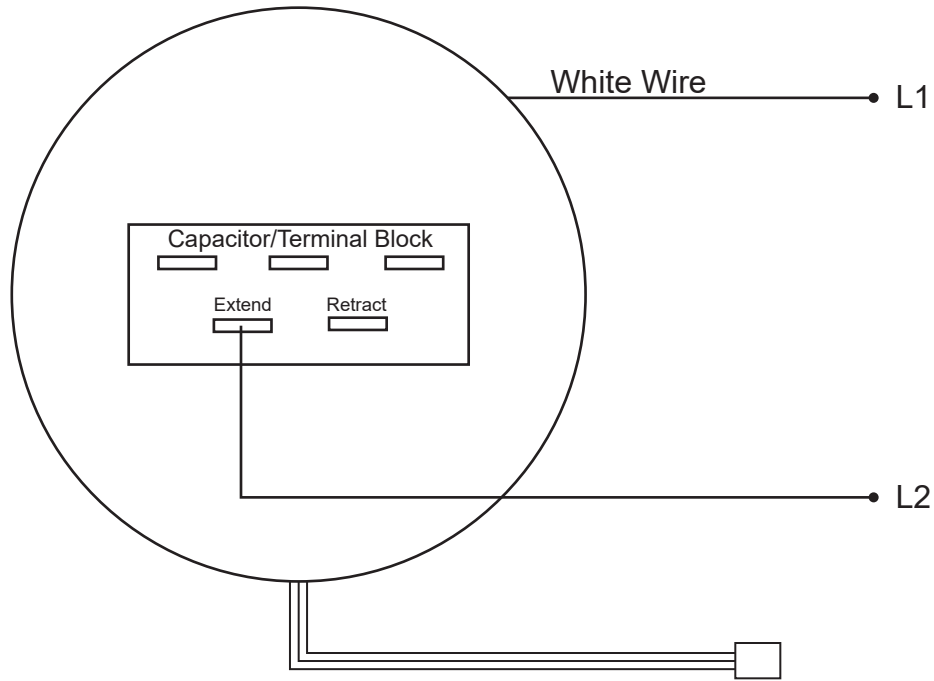 White Wire
L1
Capacitor/Terminal Block
Extend
Retract
L2